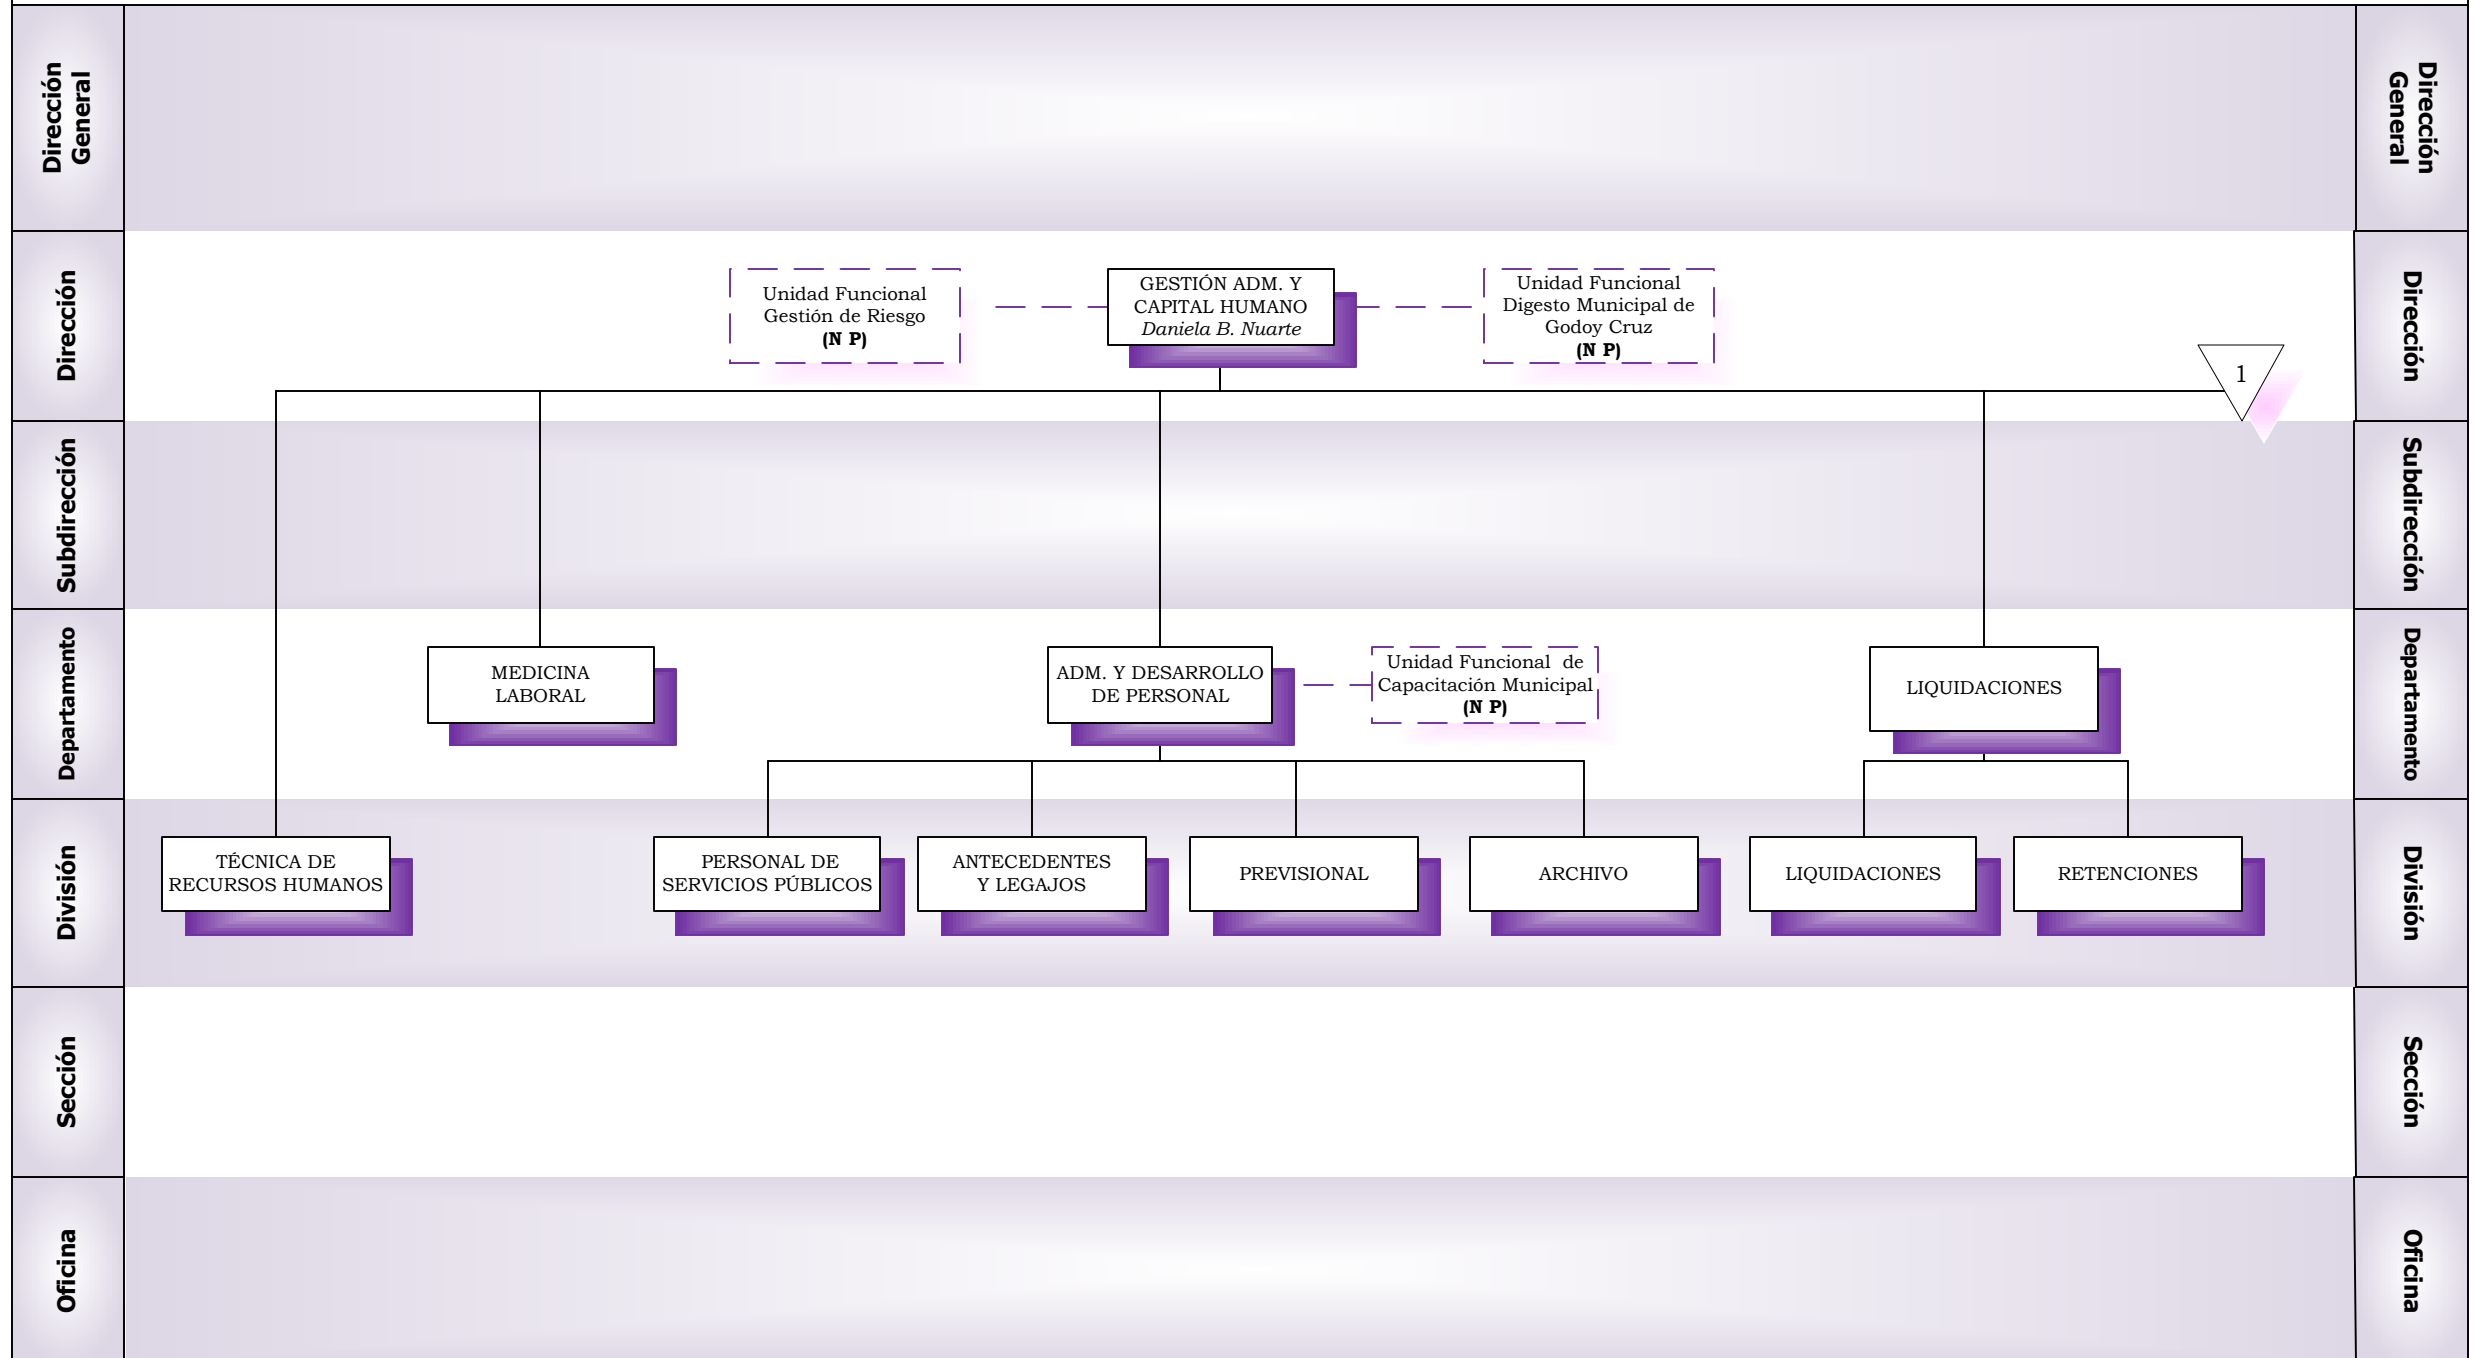 Dirección
General
Dirección
General
Dirección
Unidad Funcional
Gestión de Riesgo
(N P)
GESTIÓN ADM. Y
CAPITAL HUMANO
Daniela B. Nuarte
Unidad Funcional
Digesto Municipal de
Godoy Cruz
(N P)
1
Dirección
Subdirección
Subdirección
Departamento
MEDICINA
LABORAL
ADM. Y DESARROLLO
DE PERSONAL
Unidad Funcional  de
Capacitación Municipal
(N P)
LIQUIDACIONES
Departamento
División
TÉCNICA DE
RECURSOS HUMANOS
PERSONAL DE
SERVICIOS PÚBLICOS
ANTECEDENTES
Y LEGAJOS
PREVISIONAL
ARCHIVO
LIQUIDACIONES
RETENCIONES
División
Sección
Sección
Oficina
Oficina